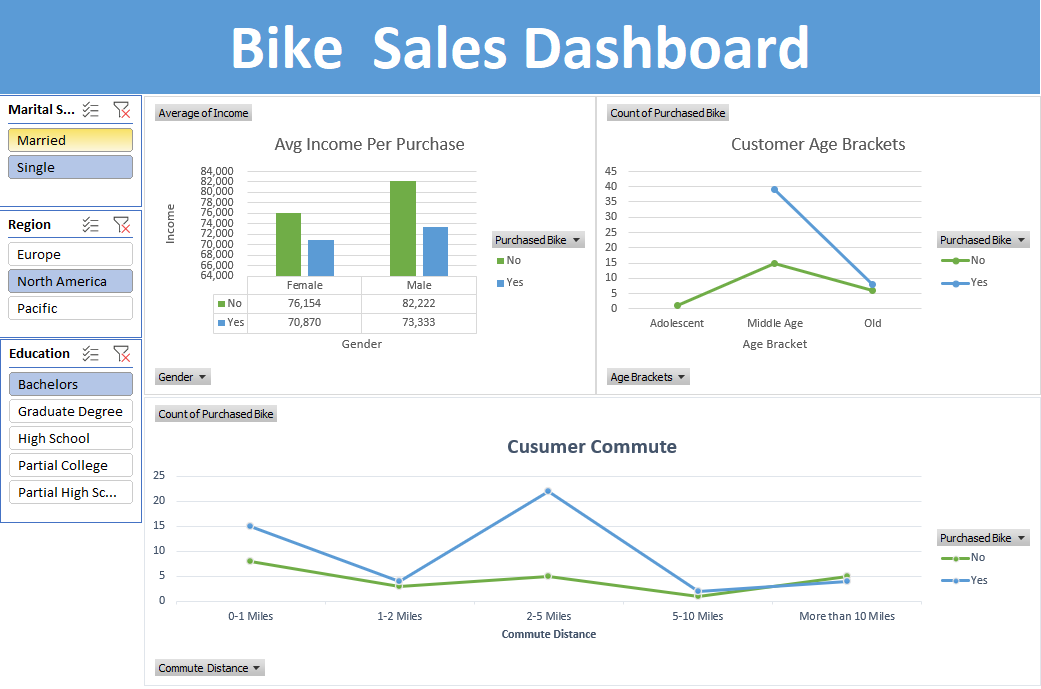 Bike  Sales Dashboard
Marital S...
Married
Single
Region
Europe
North America
Pacific
Education
Bachelors
Graduate Degree
High School
Partial College
Partial High Sc...
Average of Income
Avg Income Per Purchase
84,000
82,000
80,000
78,000
76,000
74,000
72,000
70,000
68,000
66,000
64,000
Income
Female Male
No 76,154 82,222
Yes 70,870 73,333
Gender
Purchased Bike
No
Yes
Gender
Count of Purchased Bike
Customer Age Brackets
45
40
35
30
25
20
15
10
5
0
Adolescent Middle Age Old
Age Bracket
Purchased Bike
No
Yes
Age Brackets
Count of Purchased Bike
Cusumer Commute
25
20
15
10
5
0
0-1 Miles 1-2 Miles 2-5 Miles 5-10 Miles More than 10 Miles
Commute Distance
Purchased Bike
No
Yes
Commute Distance